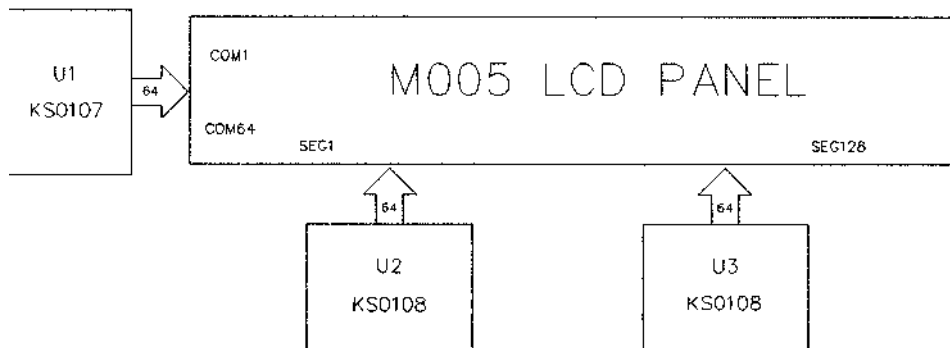 U1
KS0107
64
COM1
COM64
M005 LCD PANEL
SEG1
SEG128
64
64
U2
KS0108
U3
KS0108